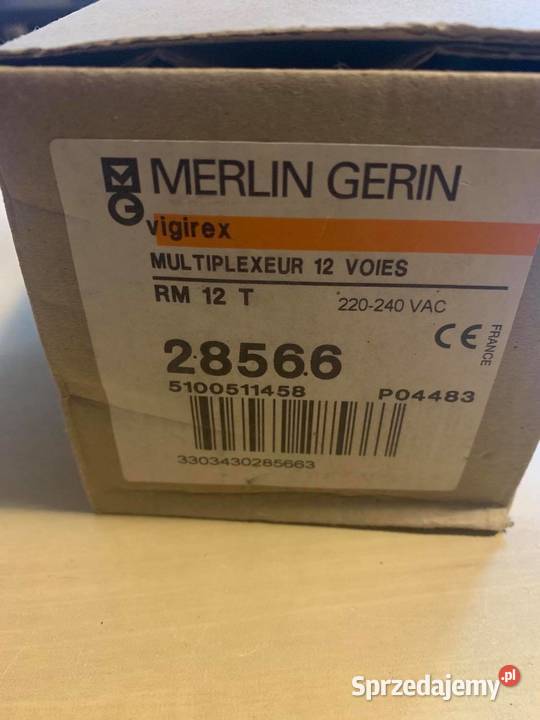 MERLIN GERIN
vigirex
MULTIPLEXEUR 12 VOIES
RM 12 T 220-240 VAC
CE FRANCE
28566
5100511458 P04483
3303430285663
Sprzedajemy.pl